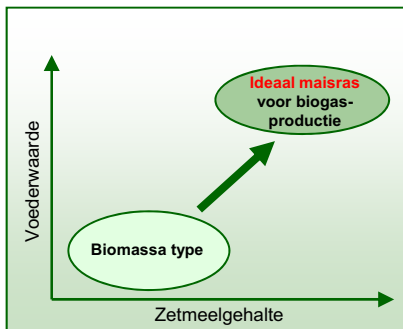 Ideaal maisras
voor biogas-
productie
Voederwaarde
Biomassa type
Zetmeelgehalte